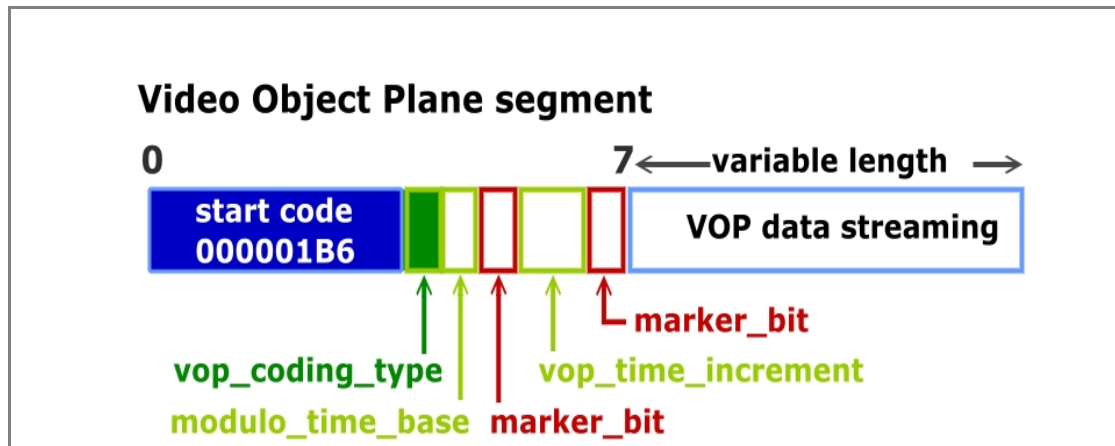 Video Object Plane segment
0 7 variable length
start code
000001B6
VOP data streaming
marker_bit
vop_coding_type vop_time_increment
modulo_time_base marker_bit